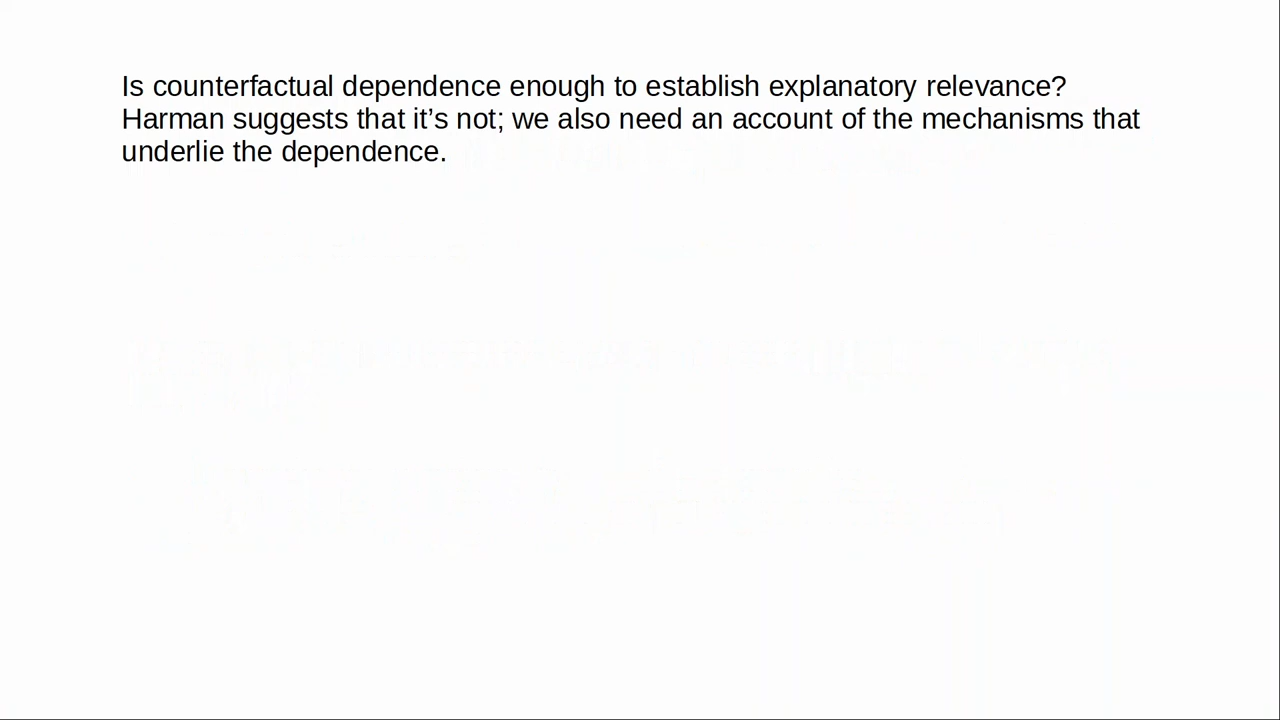 Is counterfactual dependence enough to establish explanatory relevance?
Harman suggests that it’s not; we also need an account of the mechanisms that
underlie the dependence.